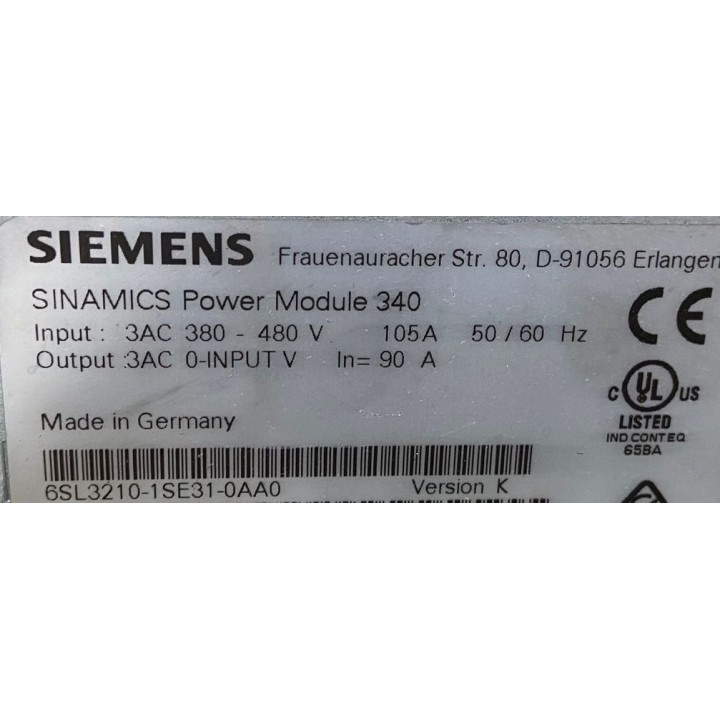 SIEMENS Frauenauracher Str. 80, D-91056 Erlangen
SINAMICS Power Module 340
Input : 3AC 380 - 480 V 105A 50 / 60 Hz
Output :3AC 0-INPUT V In= 90 A
CE
C UL US
LISTED
IND CONT EQ
65BA
Made in Germany
6SL3210-1SE31-0AA0 Version K